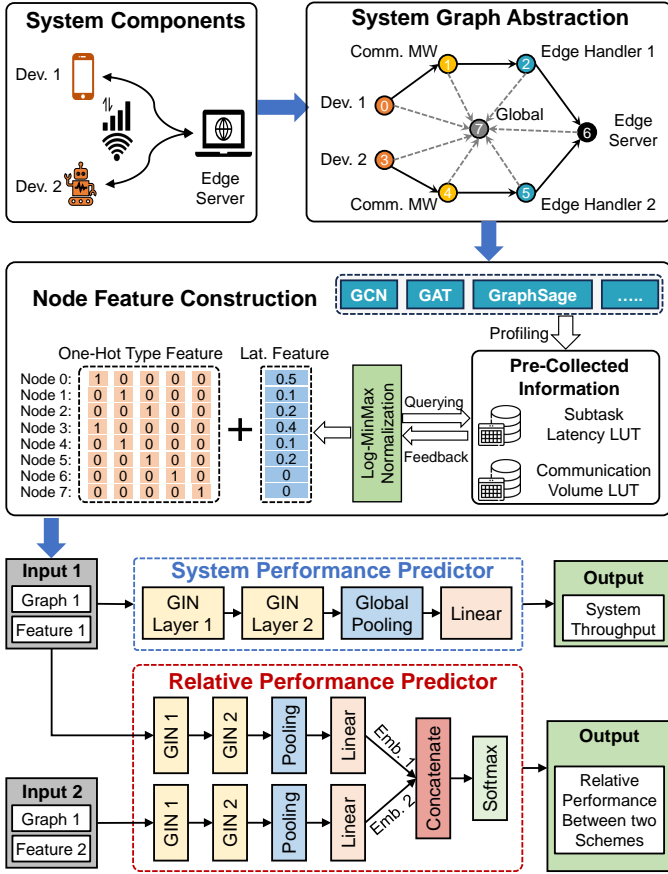 System Components
Dev. 1
Dev. 2
Edge
Server
System Graph Abstraction
Comm. MW
Edge Handler 1
1
2
Dev. 1
0
7
Global
6
Edge
Server
Dev. 2
3
4
5
Comm. MW
Edge Handler 2
Node Feature Construction
GCN
GAT
GraphSage
.....
Profiling
One-Hot Type Feature
Lat. Feature
Node 0: 1 0 0 0 0 0.5
Node 1: 0 1 0 0 0 0.1
Node 2: 0 0 1 0 0 0.2
Node 3: 1 0 0 0 0 0.4
Node 4: 0 1 0 0 0 0.1
Node 5: 0 0 1 0 0 0.2
Node 6: 0 0 0 1 0 0
Node 7: 0 0 0 0 1 0
+
Log-MinMax
Normalization
Querying
Feedback
Pre-Collected
Information
Subtask
Latency LUT
Communication
Volume LUT
Input 1
Graph 1
Feature 1
System Performance Predictor
GIN
Layer 1
GIN
Layer 2
Global
Pooling
Linear
Output
System
Throughput
Relative Performance Predictor
GIN 1
GIN 2
Pooling
Linear
Emb. 1
Input 2
Graph 1
Feature 2
GIN 1
GIN 2
Pooling
Linear
Emb. 2
Concatenate
Softmax
Output
Relative
Performance
Between two
Schemes